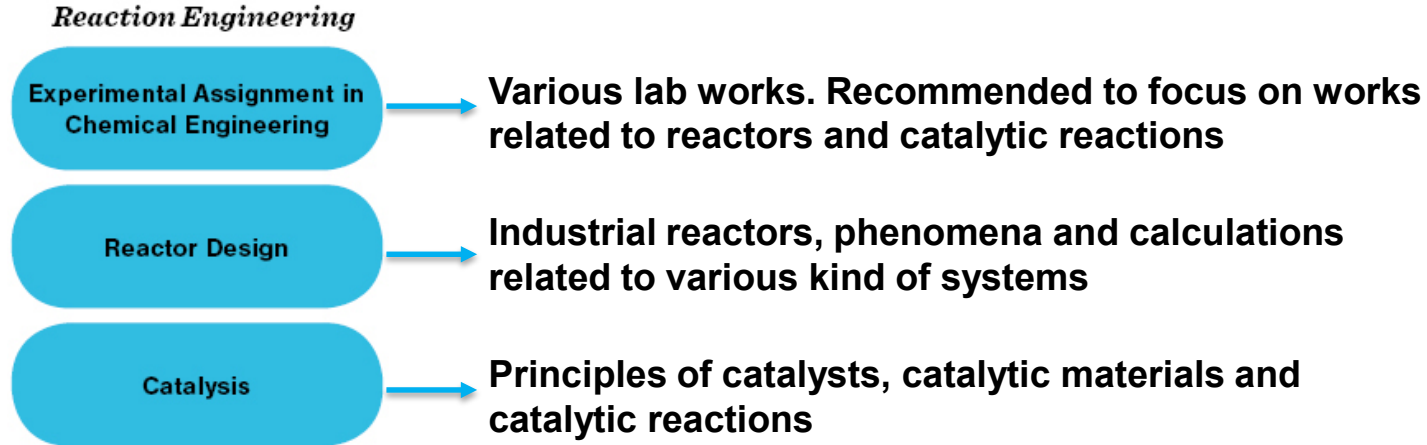 Reaction Engineering
Experimental Assignment in
Chemical Engineering
Various lab works. Recommended to focus on works
related to reactors and catalytic reactions
Reactor Design
Industrial reactors, phenomena and calculations
related to various kind of systems
Catalysis
Principles of catalysts, catalytic materials and
catalytic reactions